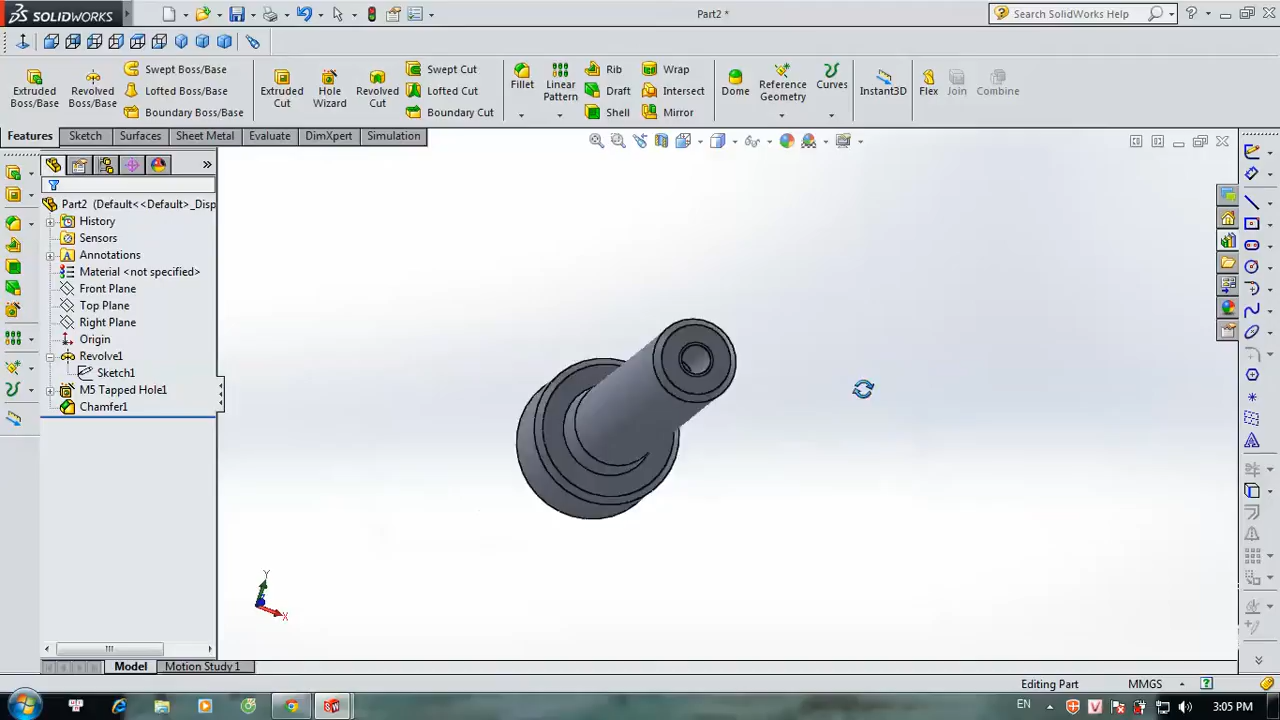 SOLIDWORKS
Part2 *
Search SolidWorks Help
Extruded Boss/Base
Revolved Boss/Base
Swept Boss/Base
Lofted Boss/Base
Boundary Boss/Base
Extruded Cut
Hole Wizard
Revolved Cut
Swept Cut
Lofted Cut
Boundary Cut
Fillet
Linear Pattern
Rib
Draft
Shell
Wrap
Intersect
Mirror
Dome
Reference Geometry
Curves
Instant3D
Flex
Join
Combine
Features
Sketch
Surfaces
Sheet Metal
Evaluate
DimXpert
Simulation
Part2 (Default<<Default>_Disp
History
Sensors
Annotations
Material <not specified>
Front Plane
Top Plane
Right Plane
Origin
Revolve1
Sketch1
M5 Tapped Hole1
Chamfer1
Y
X
Model
Motion Study 1
Editing Part
MMGS
EN
3:05 PM